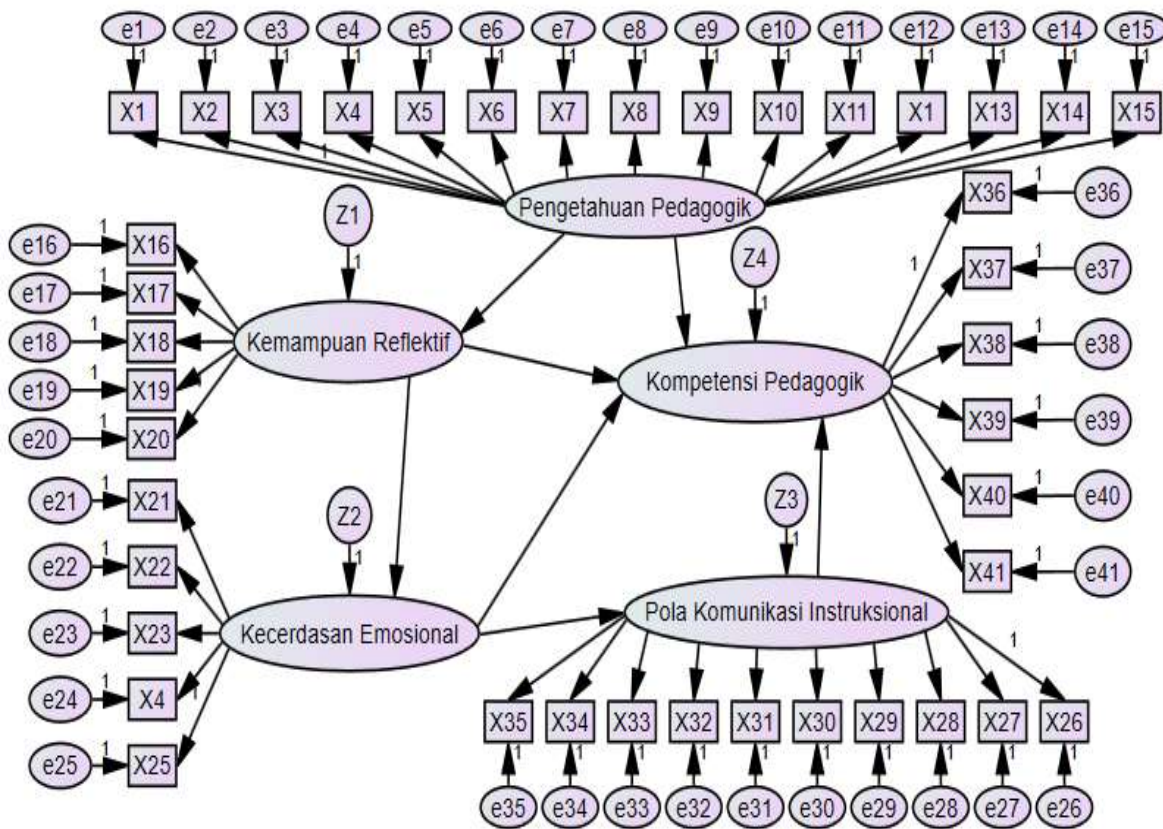 e1 e2 e3 e4 e5 e6 e7 e8 e9 e10 e11 e12 e13 e14 e15
1 1 1 1 1 1 1 1 1 1 1 1 1 1 1
X1 X2 X3 X4 X5 X6 X7 X8 X9 X10 X11 X1 X13 X14 X15
1
Pengetahuan Pedagogik
Z1
1
Z4
1
e16 1 X16
e17 1 X17
e18 1 X18
e19 1 X19
e20 1 X20
1
Kemampuan Reflektif
Kompetensi Pedagogik
1
X36 1 e36
X37 1 e37
X38 1 e38
X39 1 e39
X40 1 e40
X41 1 e41
e21 1 X21
e22 1 X22
e23 1 X23
e24 1 X4
e25 1 X25
1
Z2
1
Z3
1
Kecerdasan Emosional
Pola Komunikasi Instruksional
1
X35 X34 X33 X32 X31 X30 X29 X28 X27 X26
1 1 1 1 1 1 1 1 1 1
e35 e34 e33 e32 e31 e30 e29 e28 e27 e26